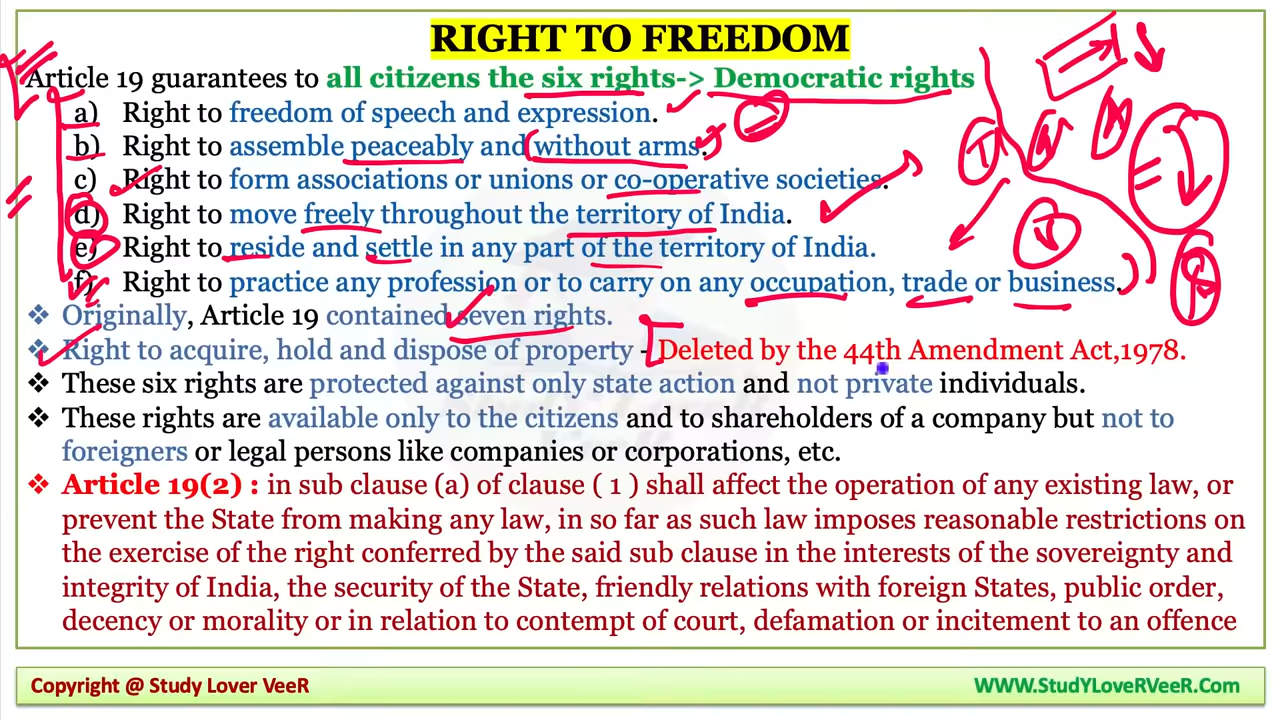 RIGHT TO FREEDOM
Article 19 guarantees to all citizens the six rights-> Democratic rights
a) Right to freedom of speech and expression.
b) Right to assemble peaceably and without arms.
c) Right to form associations or unions or co-operative societies.
d) Right to move freely throughout the territory of India.
e) Right to reside and settle in any part of the territory of India.
f) Right to practice any profession or to carry on any occupation, trade or business.
❖ Originally, Article 19 contained seven rights.
❖ Right to acquire, hold and dispose of property - Deleted by the 44th Amendment Act,1978.
❖ These six rights are protected against only state action and not private individuals.
❖ These rights are available only to the citizens and to shareholders of a company but not to
foreigners or legal persons like companies or corporations, etc.
❖ Article 19(2) : in sub clause (a) of clause ( 1 ) shall affect the operation of any existing law, or
prevent the State from making any law, in so far as such law imposes reasonable restrictions on
the exercise of the right conferred by the said sub clause in the interests of the sovereignty and
integrity of India, the security of the State, friendly relations with foreign States, public order,
decency or morality or in relation to contempt of court, defamation or incitement to an offence
Copyright @ Study Lover VeeR
WWW.StudYLoveRVeeR.Com